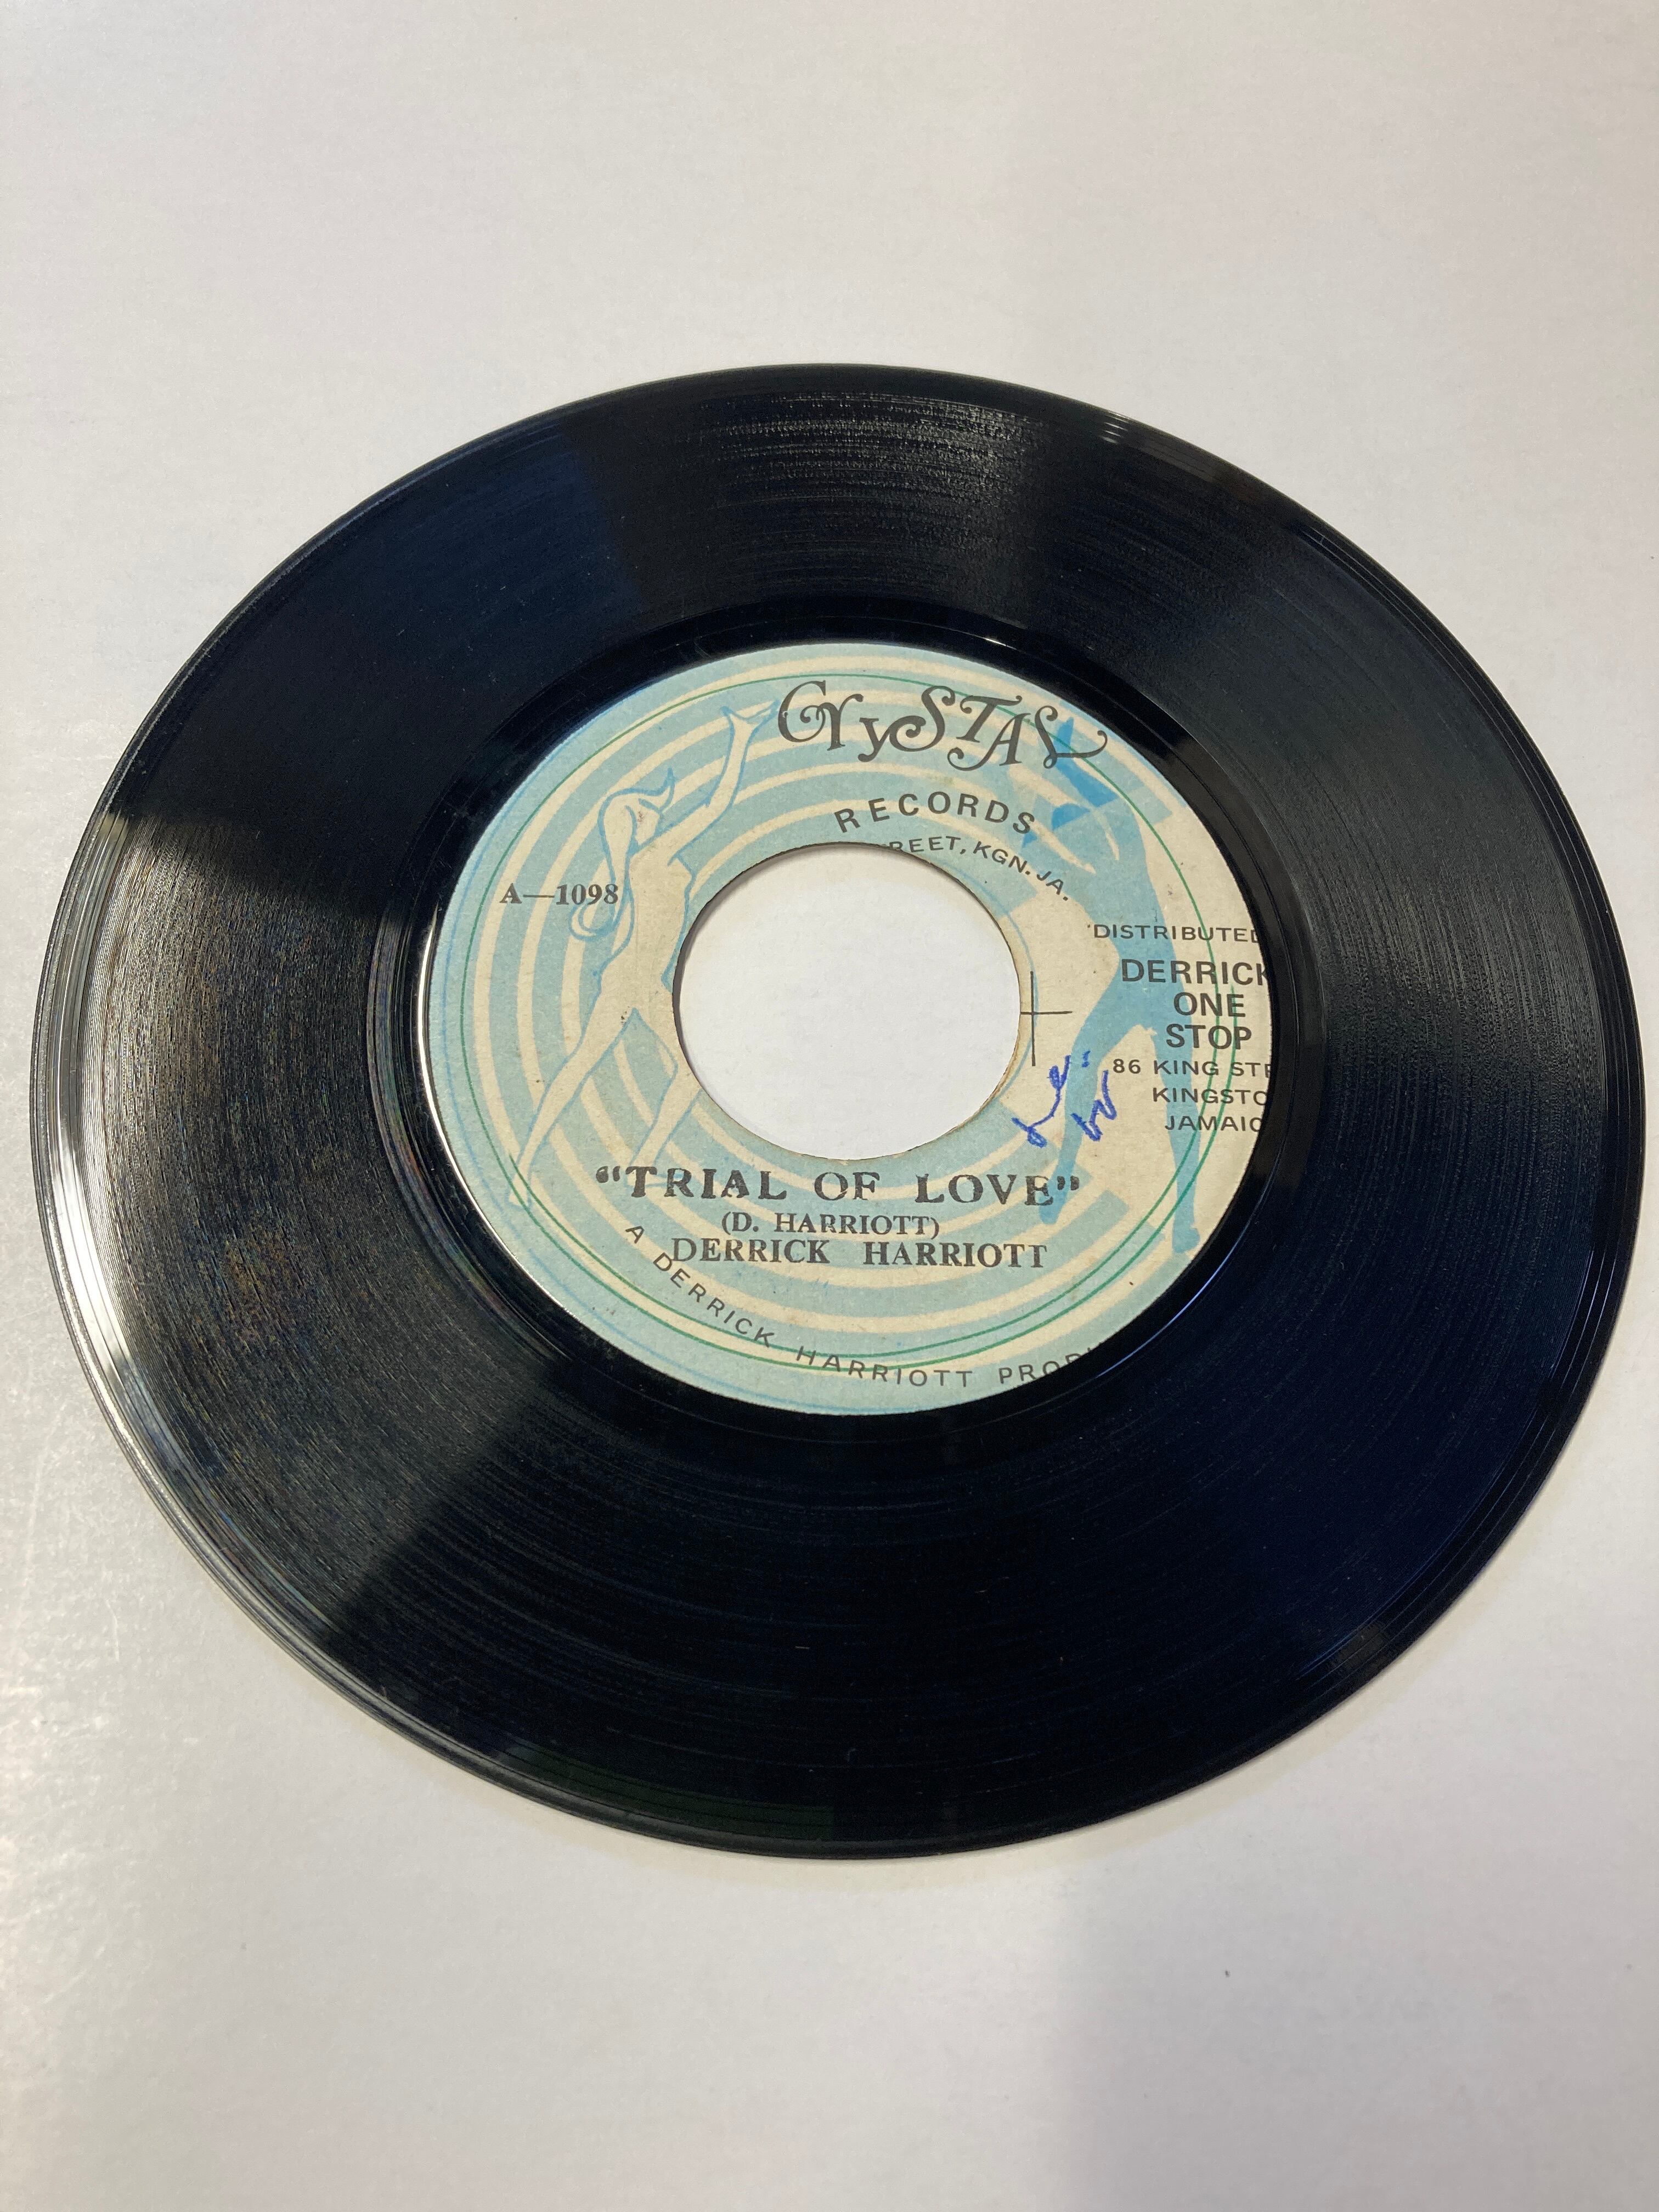 CRYSTAL
RECORDS
REET, KGN. JA.
A—1098
DISTRIBUTED
DERRICK
ONE
STOP
86 KING STRE
KINGSTO
JAMAIC
"TRIAL OF LOVE"
(D. HARRIOTT)
DERRICK HARRIOTT
A DERRICK HARRIOTT PROD